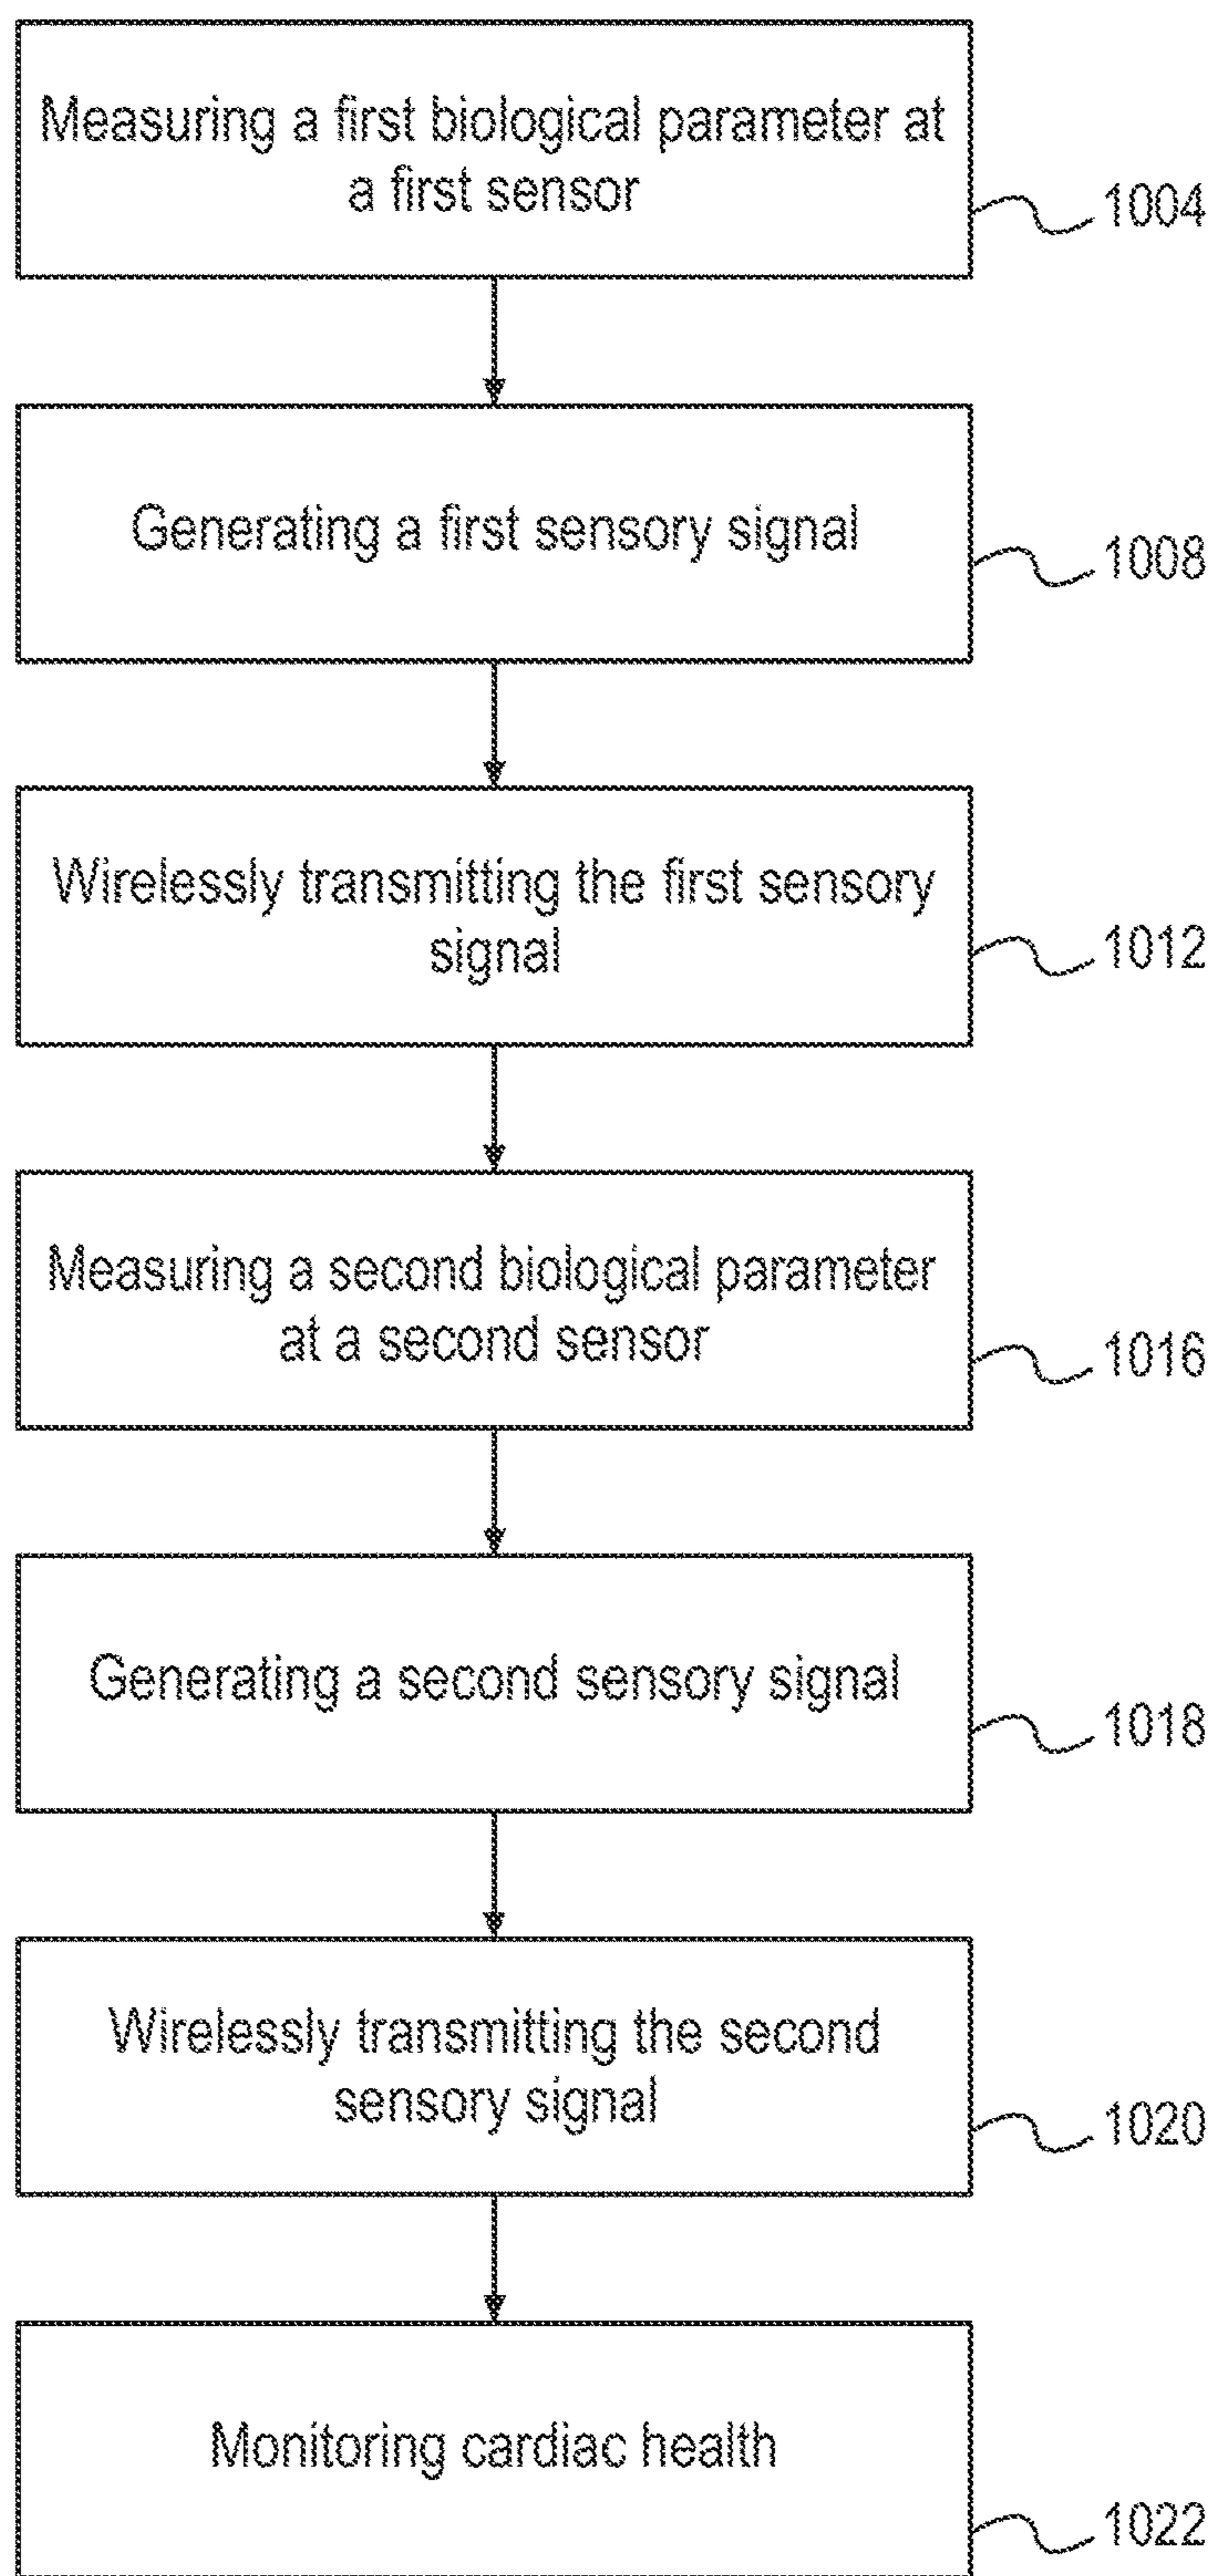 Measuring a first biological parameter at
a first sensor
1004
Generating a first sensory signal
1008
Wirelessly transmitting the first sensory
signal
1012
Measuring a second biological parameter
at a second sensor
1016
Generating a second sensory signal
1018
Wirelessly transmitting the second
sensory signal
1020
Monitoring cardiac health
1022